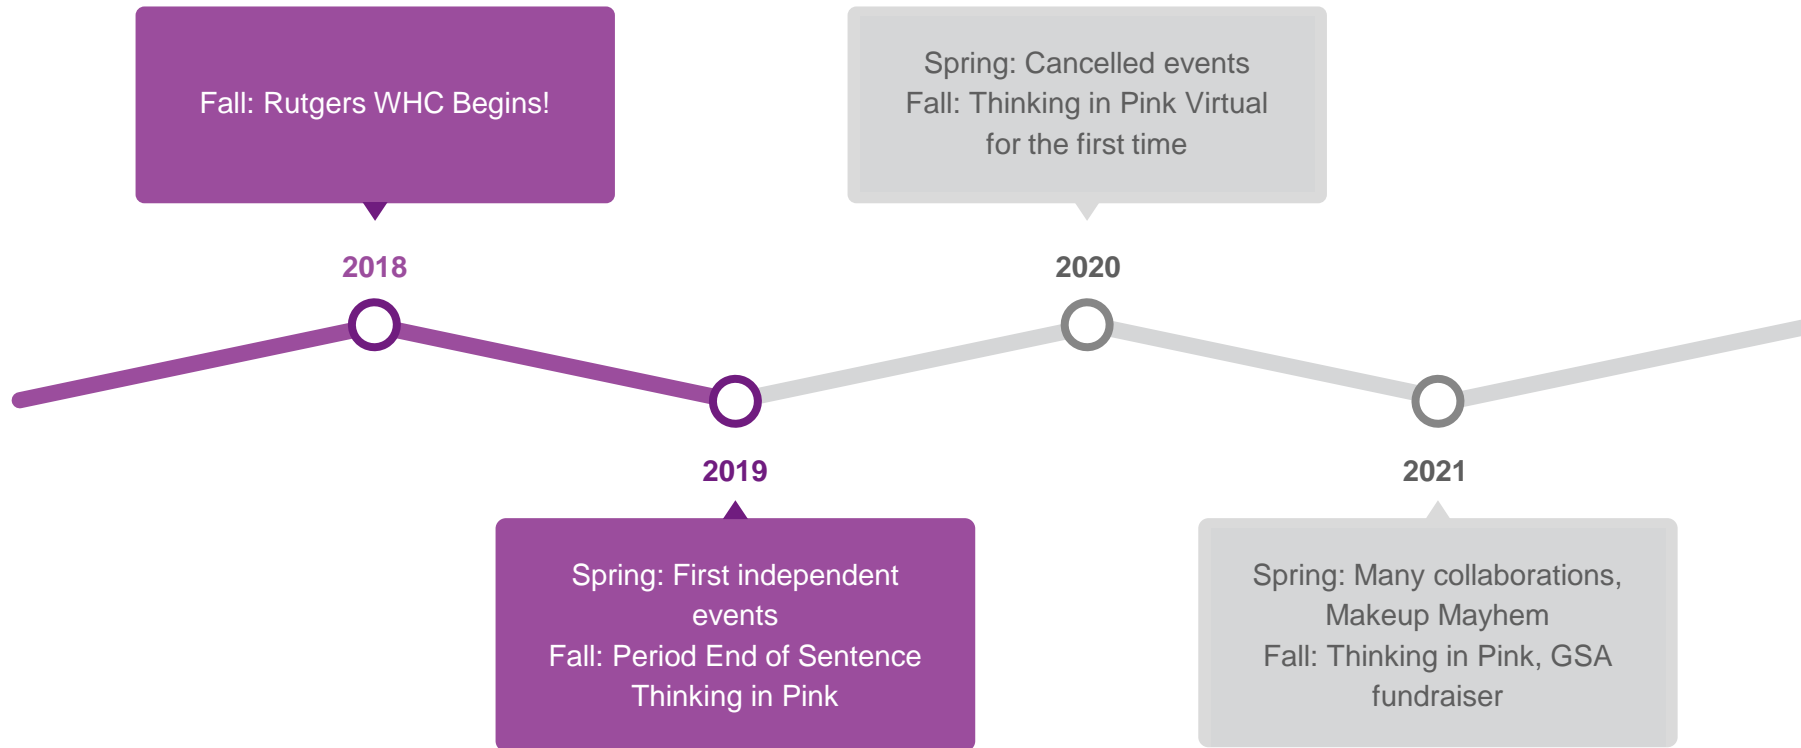 Fall: Rutgers WHC Begins!
2018
2019
Spring: First independent
events
Fall: Period End of Sentence
Thinking in Pink
Spring: Cancelled events
Fall: Thinking in Pink Virtual
for the first time
2020
2021
Spring: Many collaborations,
Makeup Mayhem
Fall: Thinking in Pink, GSA
fundraiser